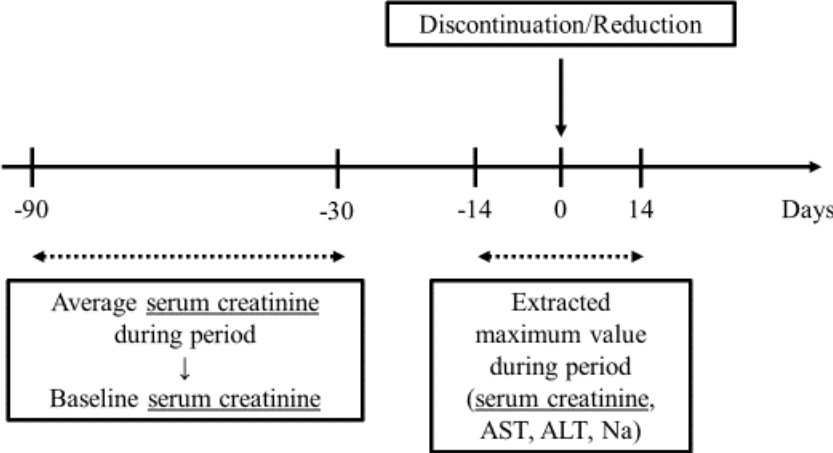 Discontinuation/Reduction
-90
-30
-14
0
14
Days
Average serum creatinine
during period
↓
Baseline serum creatinine
Extracted
maximum value
during period
(serum creatinine,
AST, ALT, Na)